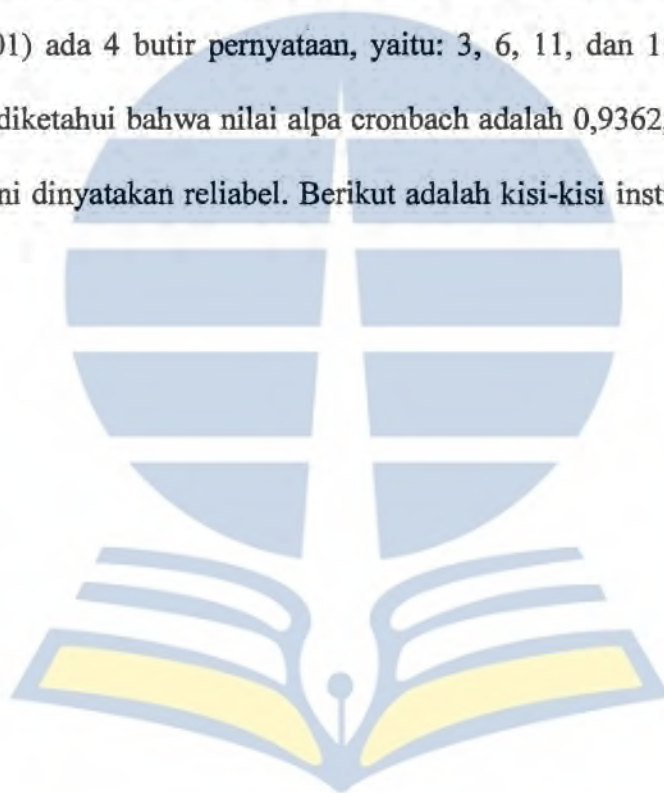 01) ada 4 butir pernyataan, yaitu: 3, 6, 11, dan 1
diketahui bahwa nilai alpa cronbach adalah 0,9362,
ni dinyatakan reliabel. Berikut adalah kisi-kisi inst